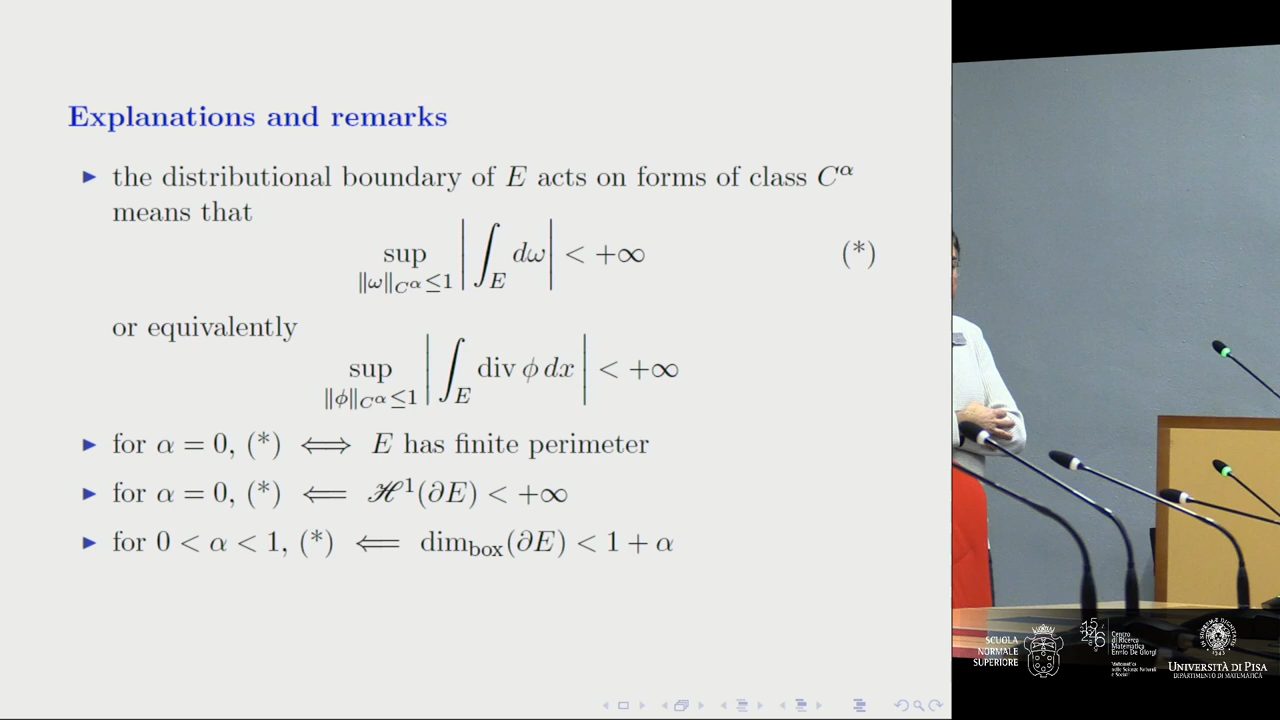 Explanations and remarks
▶ the distributional boundary of E acts on forms of class C^α
means that
sup_{‖ω‖_{C^α}≤1} |∫_E dω| < +∞ (*)
or equivalently
sup_{‖ϕ‖_{C^α}≤1} |∫_E div ϕ dx| < +∞
▶ for α = 0, (*) ⟺ E has finite perimeter
▶ for α = 0, (*) ⟸ ℋ^1(∂E) < +∞
▶ for 0 < α < 1, (*) ⟸ dim_box(∂E) < 1 + α
SCUOLA
NORMALE
SUPERIORE
Centro
di Ricerca
Matematica
Ennio De Giorgi
UNIVERSITÀ DI PISA
DIPARTIMENTO DI MATEMATICA